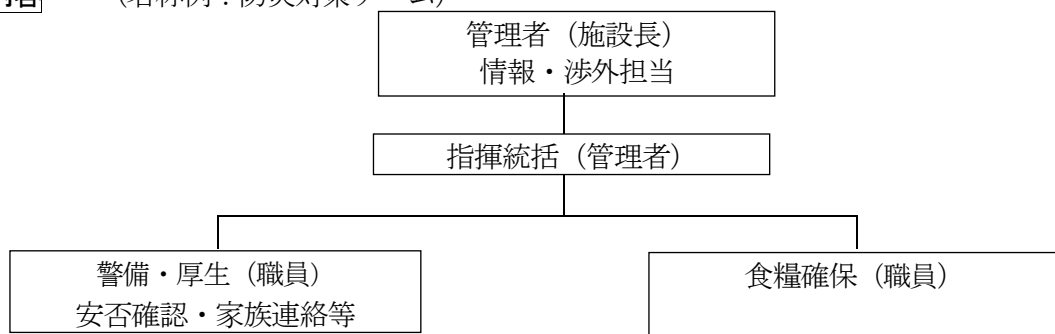 管理者（施設長）
情報・渉外担当
指揮統括（管理者）
警備・厚生（職員）
安否確認・家族連絡等
食糧確保（職員）